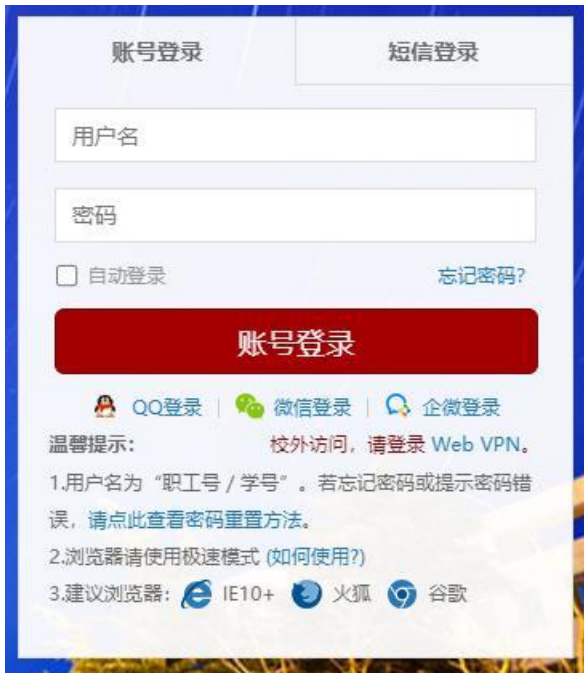 账号登录 短信登录
用户名
密码
自动登录 忘记密码?
账号登录
QQ登录 | 微信登录 | 企微登录
温馨提示: 校外访问, 请登录 Web VPN。
1.用户名为“职工号 / 学号”。若忘记密码或提示密码错
误, 请点此查看密码重置方法。
2.浏览器请使用极速模式 (如何使用?)
3.建议浏览器: IE10+ 火狐 谷歌